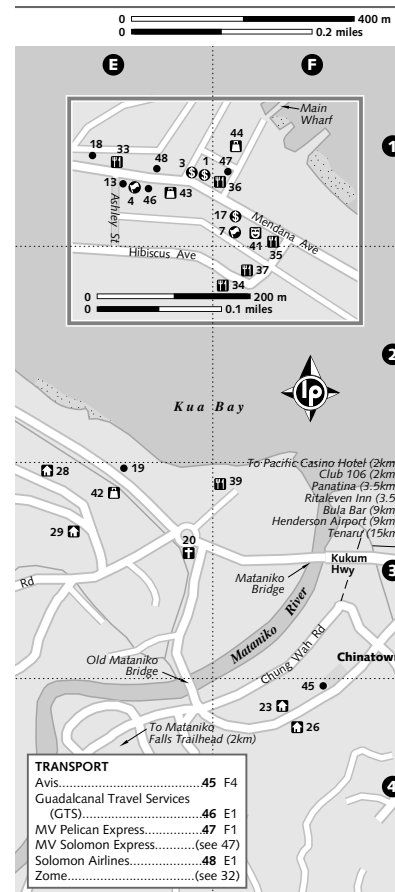 0 400 m
0 0.2 miles
E F
Main
Wharf
1
44
18
33
48
3
1
47
36
13
4
46
43
Ashley St
17
7
41
35
Mendana Ave
Hibiscus Ave
37
34
0 200 m
0 0.1 miles
2
lp
Kua Bay
To Pacific Casino Hotel (2km
Club 106 (2km
Panatina (3.5km
Ritaleven Inn (3.5
Bula Bar (9km
Henderson Airport (9km
Tenaru (15km
28
19
39
42
29
20
Rd
3
Kukum
Hwy
Mataniko
Bridge
Mataniko River
Chung Wah Rd
Chinatow
Old Mataniko
Bridge
45
23
26
To Mataniko
Falls Trailhead (2km)
4
TRANSPORT
Avis..............................45 F4
Guadalcanal Travel Services
(GTS)..........................46 E1
MV Pelican Express............47 F1
MV Solomon Express.......(see 47)
Solomon Airlines...............48 E1
Zome...........................(see 32)